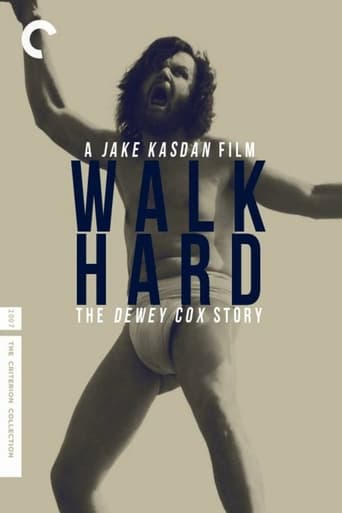 A JAKE KASDAN FILM
WALK
HARD
THE DEWEY COX STORY
2007
THE CRITERION COLLECTION